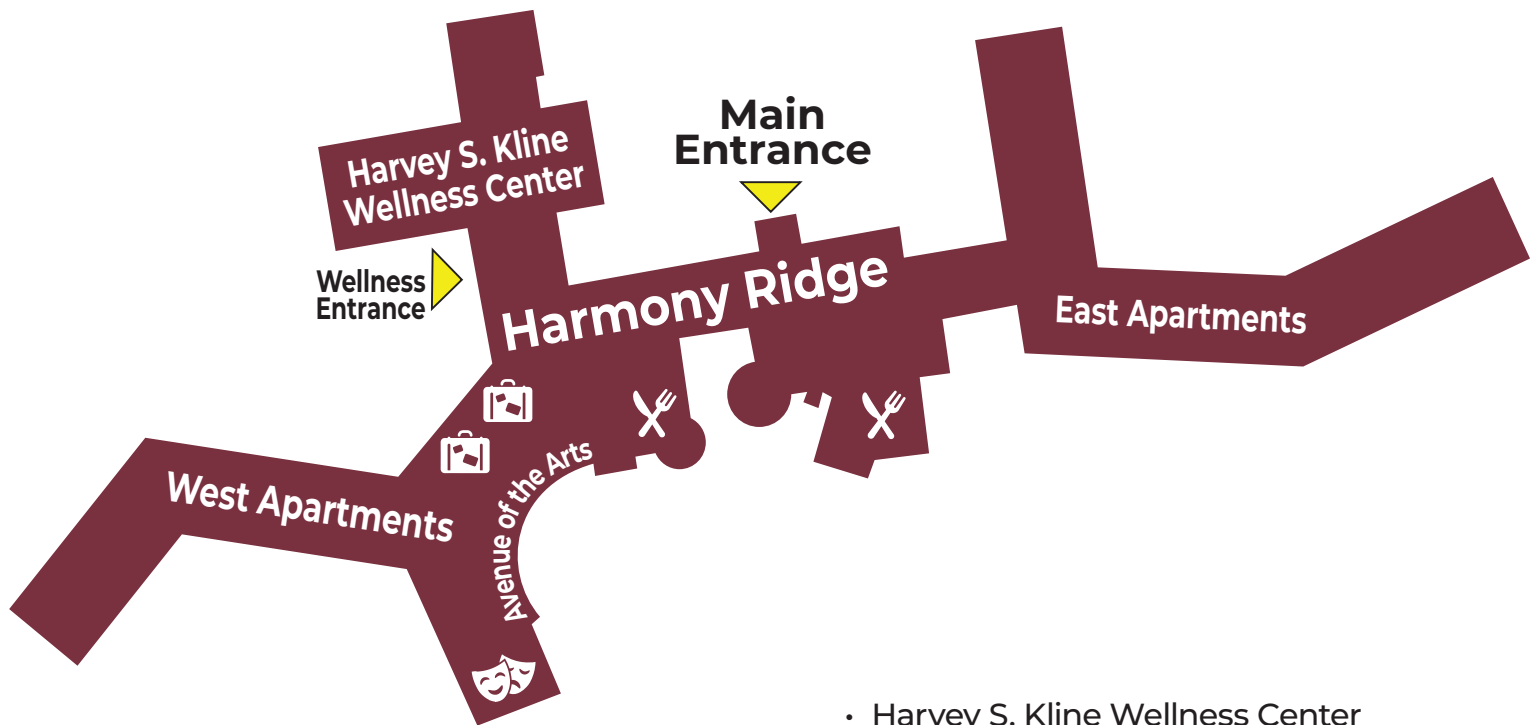 Main
Entrance
Harvey S. Kline
Wellness Center
Wellness
Entrance
Harmony Ridge
East Apartments
West Apartments
Avenue of the Arts
• Harvey S. Kline Wellness Center